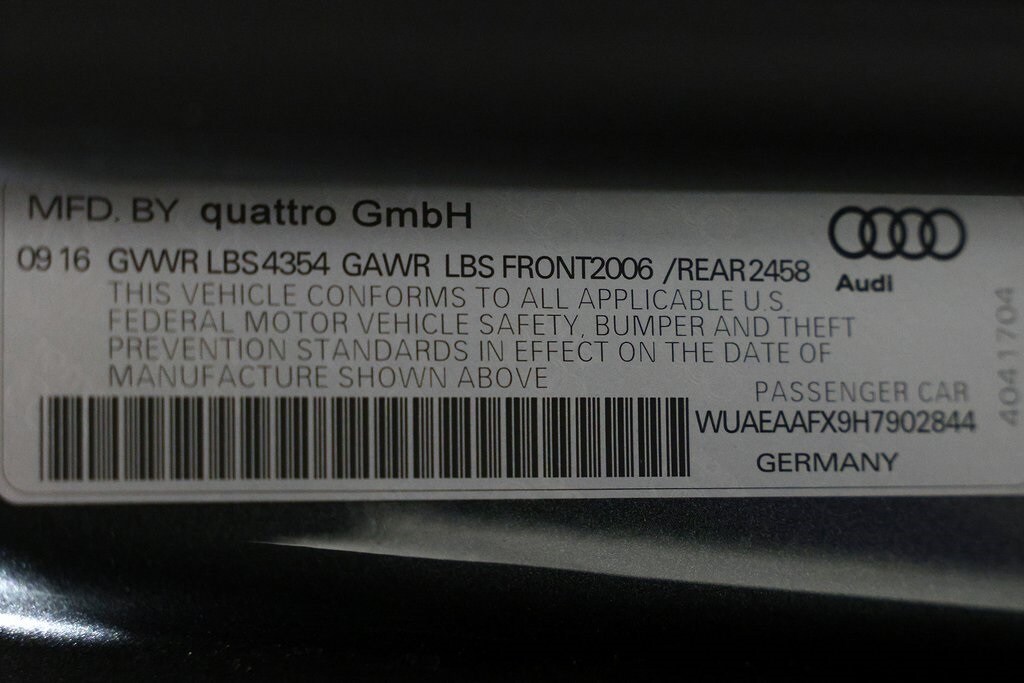 MFD. BY quattro GmbH
Audi
09 16 GVWR LBS 4354 GAWR LBS FRONT2006 /REAR 2458
THIS VEHICLE CONFORMS TO ALL APPLICABLE U.S.
FEDERAL MOTOR VEHICLE SAFETY, BUMPER AND THEFT
PREVENTION STANDARDS IN EFFECT ON THE DATE OF
MANUFACTURE SHOWN ABOVE
PASSENGER CAR
WUAEAAFX9H7902844
GERMANY
4041704